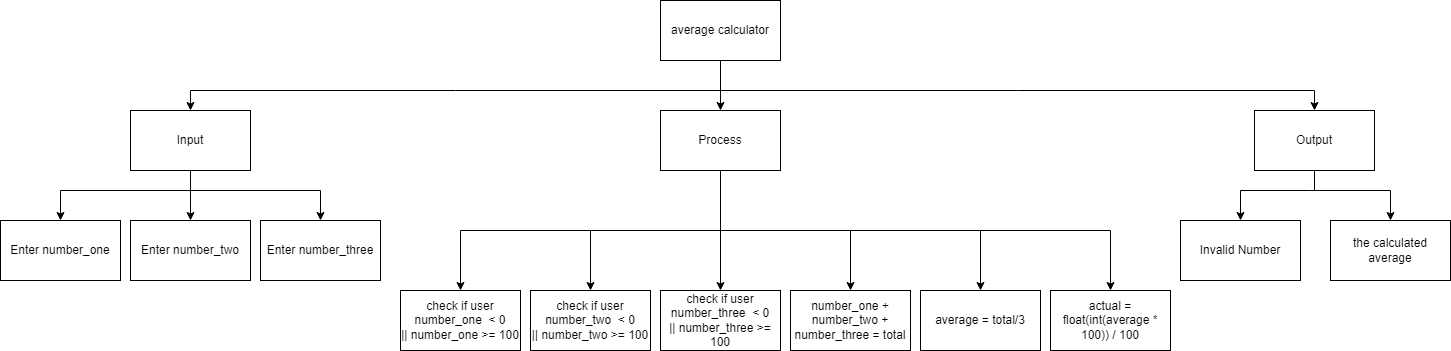 average calculator
Input
Process
Output
Enter number_one
Enter number_two
Enter number_three
Invalid Number
the calculated
average
check if user
number_one < 0
|| number_one >= 100
check if user
number_two < 0
|| number_two >= 100
check if user
number_three < 0
|| number_three >=
100
number_one +
number_two +
number_three = total
average = total/3
actual =
float(int(average *
100)) / 100